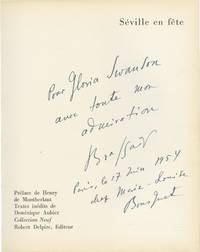 Séville en fête
Pour Gloria Swanson
avec toute mon
admiration
Brassaï
Paris, le 17 Juin 1954
chez Marie-Louise
Bousquet
Préface de Henry
de Montherlant
Textes inédits de
Dominique Aubier
Collection Neuf
Robert Delpire, Editeur